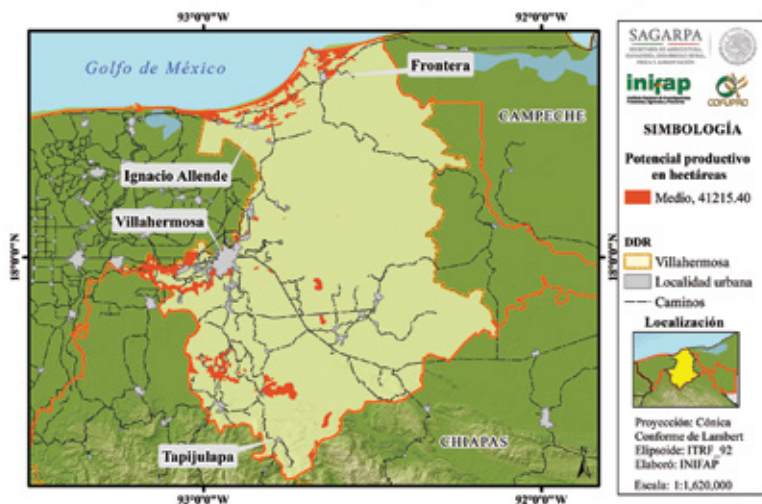 93°0'0"W
92°0'0"W
Golfo de México
Frontera
CAMPECHE
Ignacio Allende
Villahermosa
18°0'0"N
18°0'0"N
Tapijulapa
CHIAPAS
93°0'0"W
92°0'0"W
SAGARPA
inifap
COFUPRO
SIMBOLOGÍA
Potencial productivo
en hectáreas
Medio, 41215.40
DDR
Villahermosa
Localidad urbana
Caminos
Localización
Proyección: Cónica
Conforme de Lambert
Elipsoide: ITRF_92
Elaboró: INIFAP
Escala: 1:1,620,000